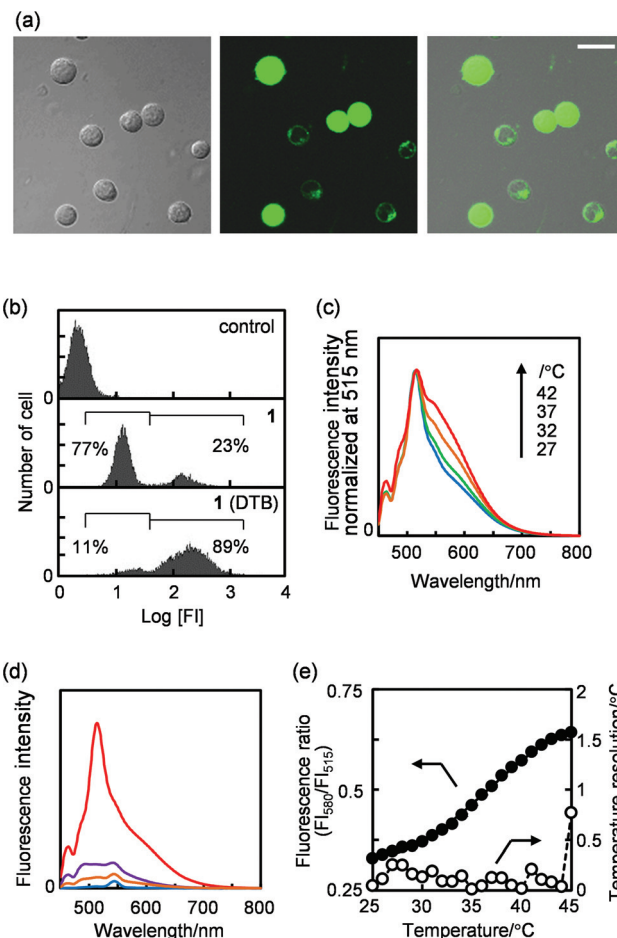 (a)
(b)
control
1
77%
23%
1 (DTB)
11%
89%
0
0
0
Number of cell
0
1
2
3
4
Log [FI]
(c)
Fluorescence intensity
normalized at 515 nm
/°C
42
37
32
27
0
500
600
700
800
Wavelength/nm
(d)
Fluorescence intensity
0
500
600
700
800
Wavelength/nm
(e)
Fluorescence ratio
(FI580/FI515)
0.75
0.5
0.25
2
1.5
1
0.5
0
Temperature resolution/°C
25
30
35
40
45
Temperature/°C